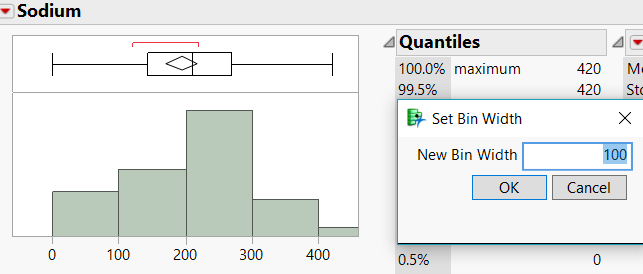 Sodium
Quantiles
100.0% maximum 420
99.5% 420
Set Bin Width
New Bin Width 100
OK Cancel
0.5% 0
0 100 200 300 400